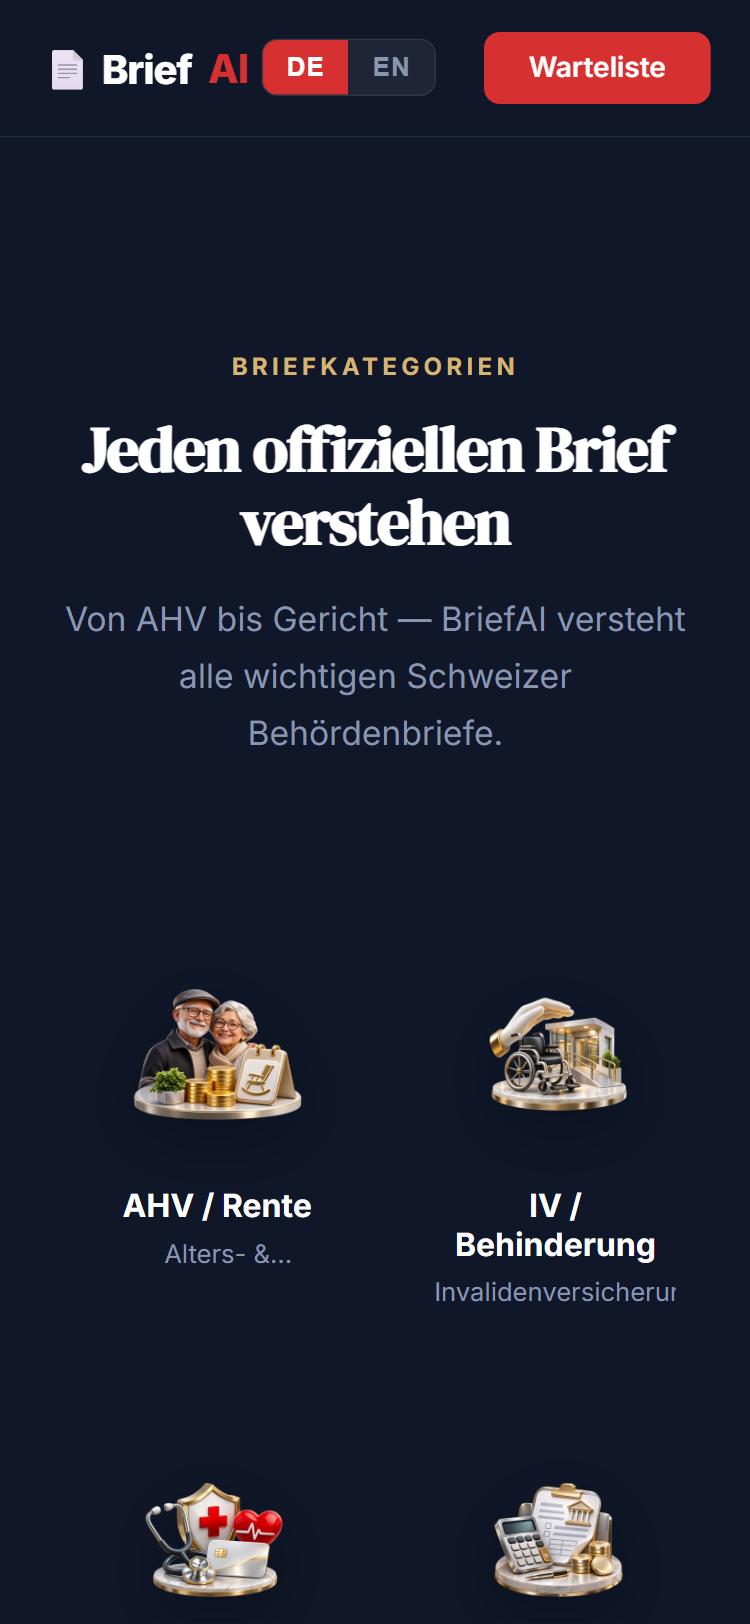 Brief AI DE EN Warteliste
BRIEFKATEGORIEN
Jeden offiziellen Brief
verstehen
Von AHV bis Gericht — BriefAI versteht
alle wichtigen Schweizer
Behördenbriefe.
AHV / Rente
Alters- &...
IV /
Behinderung
Invalidenversicherur